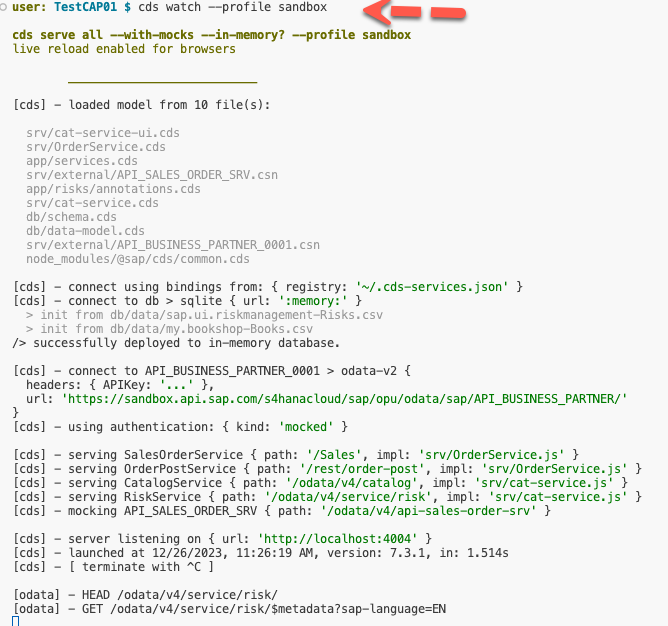 user: TestCAP01 $ cds watch --profile sandbox
cds serve all --with-mocks --in-memory? --profile sandbox
live reload enabled for browsers
___________________________
[cds] - loaded model from 10 file(s):
srv/cat-service-ui.cds
srv/OrderService.cds
app/services.cds
srv/external/API_SALES_ORDER_SRV.csn
app/risks/annotations.cds
srv/cat-service.cds
db/schema.cds
db/data-model.cds
srv/external/API_BUSINESS_PARTNER_0001.csn
node_modules/@sap/cds/common.cds
[cds] - connect using bindings from: { registry: '~/.cds-services.json' }
[cds] - connect to db > sqlite { url: ':memory:' }
> init from db/data/sap.ui.riskmanagement-Risks.csv
> init from db/data/my.bookshop-Books.csv
/> successfully deployed to in-memory database.
[cds] - connect to API_BUSINESS_PARTNER_0001 > odata-v2 {
headers: { APIKey: '...' },
url: 'https://sandbox.api.sap.com/s4hanacloud/sap/opu/odata/sap/API_BUSINESS_PARTNER/'
}
[cds] - using authentication: { kind: 'mocked' }
[cds] - serving SalesOrderService { path: '/Sales', impl: 'srv/OrderService.js' }
[cds] - serving OrderPostService { path: '/rest/order-post', impl: 'srv/OrderService.js' }
[cds] - serving CatalogService { path: '/odata/v4/catalog', impl: 'srv/cat-service.js' }
[cds] - serving RiskService { path: '/odata/v4/service/risk', impl: 'srv/cat-service.js' }
[cds] - mocking API_SALES_ORDER_SRV { path: '/odata/v4/api-sales-order-srv' }
[cds] - server listening on { url: 'http://localhost:4004' }
[cds] - launched at 12/26/2023, 11:26:19 AM, version: 7.3.1, in: 1.514s
[cds] - [ terminate with ^C ]
[odata] - HEAD /odata/v4/service/risk/
[odata] - GET /odata/v4/service/risk/$metadata?sap-language=EN